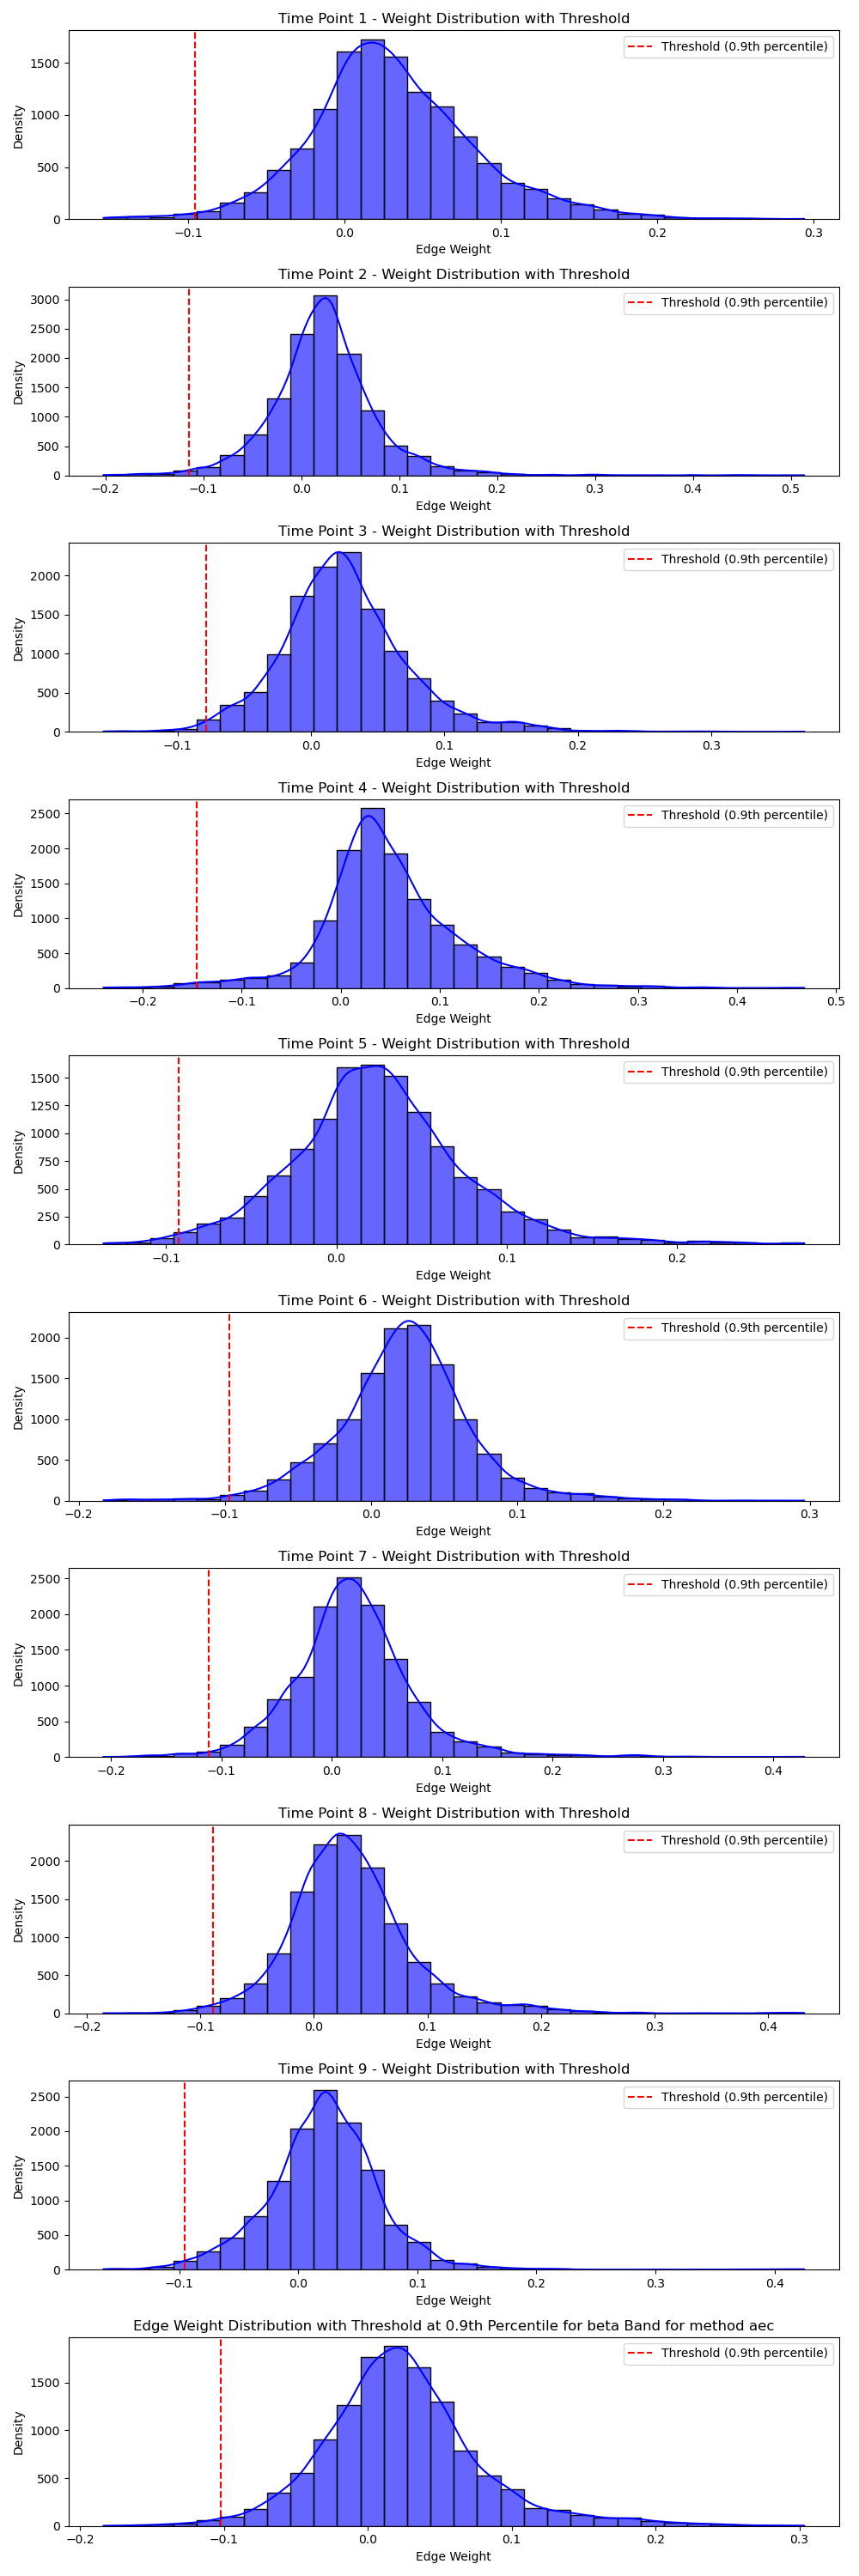 Time Point 1 - Weight Distribution with Threshold
Threshold (0.9th percentile)
Density
1500
1000
500
0
−0.1 0.0 0.1 0.2 0.3
Edge Weight
Time Point 2 - Weight Distribution with Threshold
Threshold (0.9th percentile)
Density
3000
2500
2000
1500
1000
500
0
−0.2 −0.1 0.0 0.1 0.2 0.3 0.4 0.5
Edge Weight
Time Point 3 - Weight Distribution with Threshold
Threshold (0.9th percentile)
Density
2000
1500
1000
500
0
−0.1 0.0 0.1 0.2 0.3
Edge Weight
Time Point 4 - Weight Distribution with Threshold
Threshold (0.9th percentile)
Density
2500
2000
1500
1000
500
0
−0.2 −0.1 0.0 0.1 0.2 0.3 0.4 0.5
Edge Weight
Time Point 5 - Weight Distribution with Threshold
Threshold (0.9th percentile)
Density
1500
1250
1000
750
500
250
0
−0.1 0.0 0.1 0.2
Edge Weight
Time Point 6 - Weight Distribution with Threshold
Threshold (0.9th percentile)
Density
2000
1500
1000
500
0
−0.2 −0.1 0.0 0.1 0.2 0.3
Edge Weight
Time Point 7 - Weight Distribution with Threshold
Threshold (0.9th percentile)
Density
2500
2000
1500
1000
500
0
−0.2 −0.1 0.0 0.1 0.2 0.3 0.4
Edge Weight
Time Point 8 - Weight Distribution with Threshold
Threshold (0.9th percentile)
Density
2000
1500
1000
500
0
−0.2 −0.1 0.0 0.1 0.2 0.3 0.4
Edge Weight
Time Point 9 - Weight Distribution with Threshold
Threshold (0.9th percentile)
Density
2500
2000
1500
1000
500
0
−0.1 0.0 0.1 0.2 0.3 0.4
Edge Weight
Edge Weight Distribution with Threshold at 0.9th Percentile for beta Band for method aec
Threshold (0.9th percentile)
Density
1500
1000
500
0
−0.2 −0.1 0.0 0.1 0.2 0.3
Edge Weight